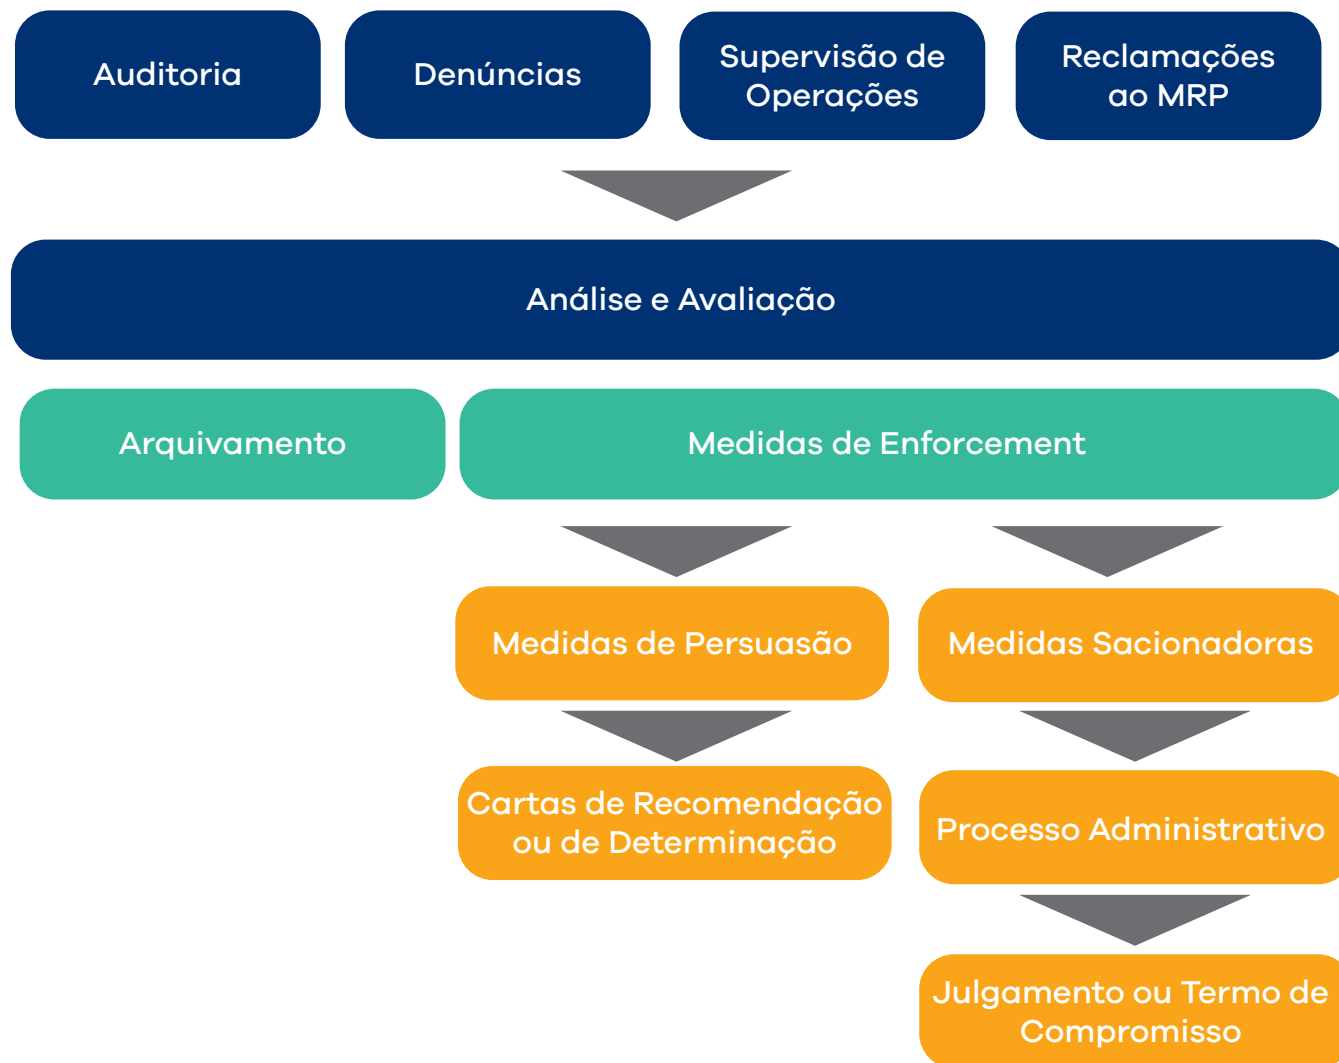 Auditoria
Denúncias
Supervisão de
Operações
Reclamações
ao MRP
Análise e Avaliação
Arquivamento
Medidas de Enforcement
Medidas de Persuasão
Medidas Sacionadoras
Cartas de Recomendação
ou de Determinação
Processo Administrativo
Julgamento ou Termo de
Compromisso